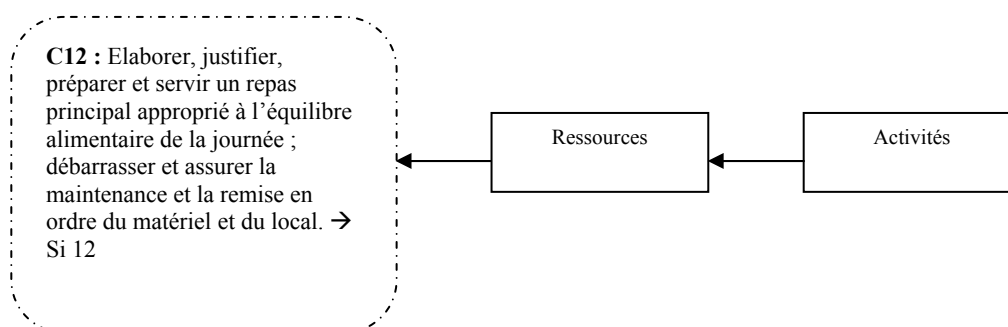 C12 : Elaborer, justifier,
préparer et servir un repas
principal approprié à l’équilibre
alimentaire de la journée ;
débarrasser et assurer la
maintenance et la remise en
ordre du matériel et du local. →
Si 12
Ressources
Activités